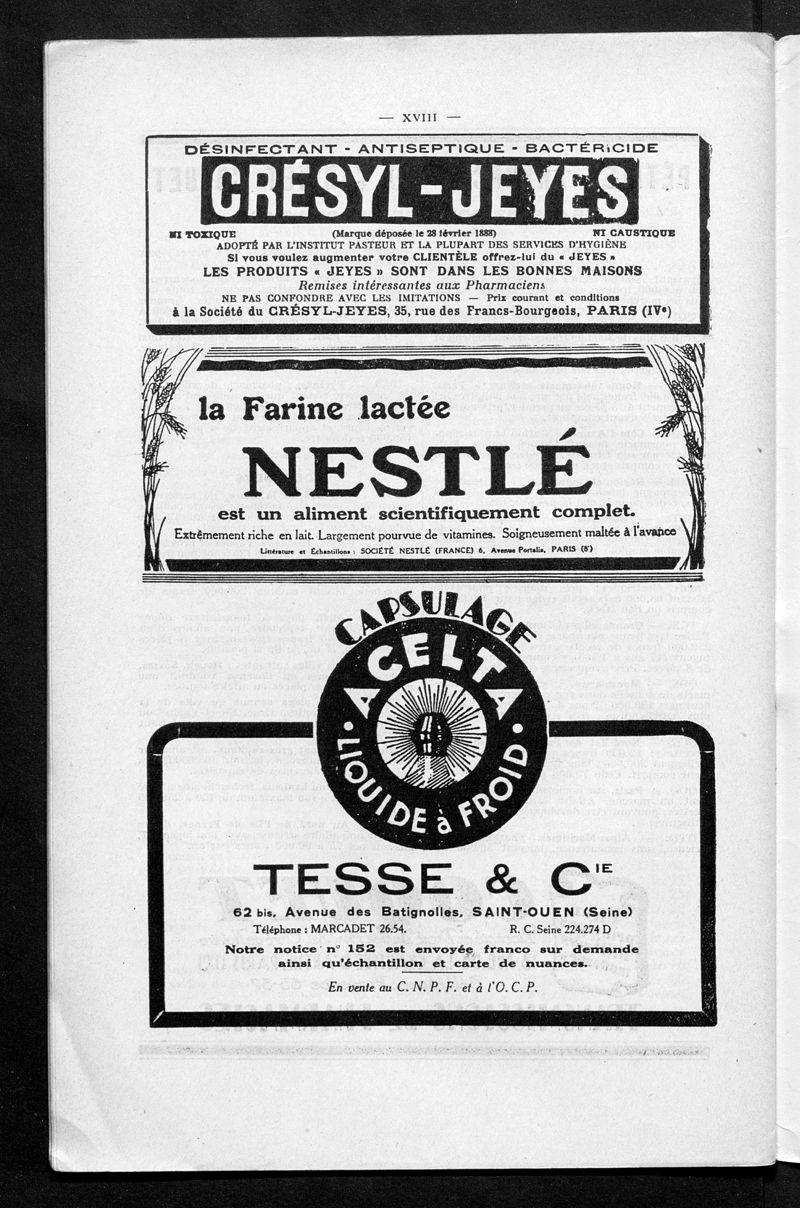 — XVIII —
DÉSINFECTANT - ANTISEPTIQUE - BACTÉRICIDE
CRÉSYL-JEYES
NI TOXIQUE (Marque déposée le 28 février 1888) NI CAUSTIQUE
ADOPTÉ PAR L'INSTITUT PASTEUR ET LA PLUPART DES SERVICES D'HYGIÈNE
Si vous voulez augmenter votre CLIENTÈLE offrez-lui du « JEYES »
LES PRODUITS « JEYES » SONT DANS LES BONNES MAISONS
Remises intéressantes aux Pharmaciens
NE PAS CONFONDRE AVEC LES IMITATIONS — Prix courant et conditions
à la Société du CRÉSYL-JEYES, 35, rue des Francs-Bourgeois, PARIS (IVe)
la Farine lactée
NESTLÉ
est un aliment scientifiquement complet.
Extrêmement riche en lait. Largement pourvue de vitamines. Soigneusement maltée à l'avance
Littérature et Échantillons : SOCIÉTÉ NESTLÉ (FRANCE) 6, Avenue Portalis, PARIS (8e)
CAPSULAGE
ACELTA
LIQUIDE à FROID
TESSE & CIE
62 bis, Avenue des Batignolles, SAINT-OUEN (Seine)
Téléphone : MARCADET 26.54. R. C. Seine 224.274 D
Notre notice n° 152 est envoyée franco sur demande
ainsi qu'échantillon et carte de nuances.
En vente au C. N. P. F. et à l'O. C. P.